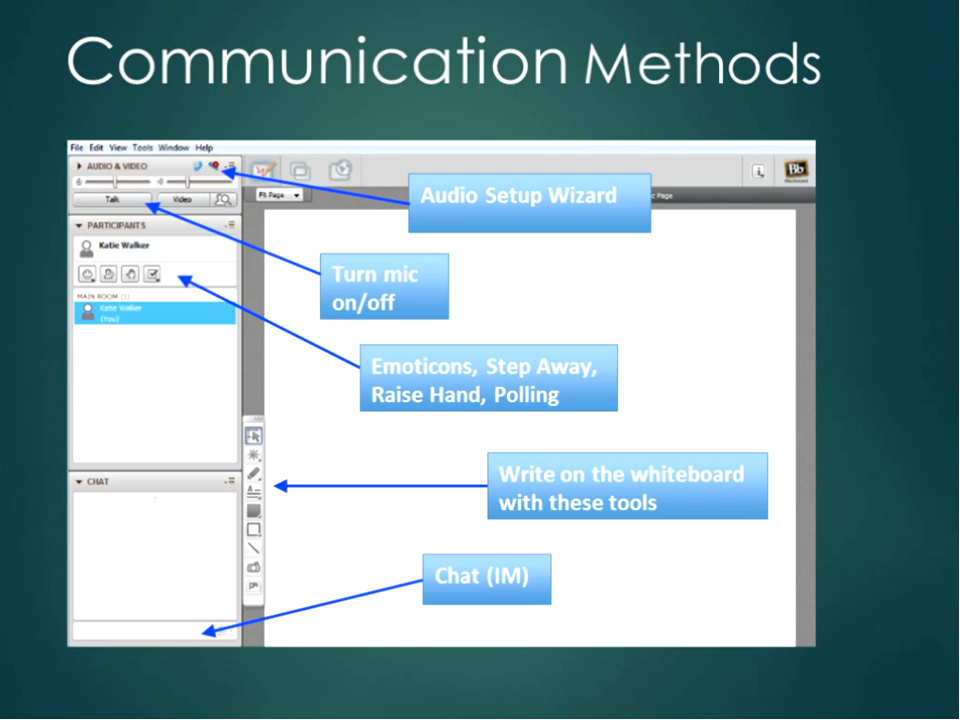 Communication Methods
File Edit View Tools Window Help
AUDIO & VIDEO
Talk Video
Fit Page
c Page
Bb
Audio Setup Wizard
PARTICIPANTS
Katie Walker
Turn mic
on/off
MAIN ROOM (1)
Katie Walker
(You)
Emoticons, Step Away,
Raise Hand, Polling
Write on the whiteboard
with these tools
CHAT
Chat (IM)